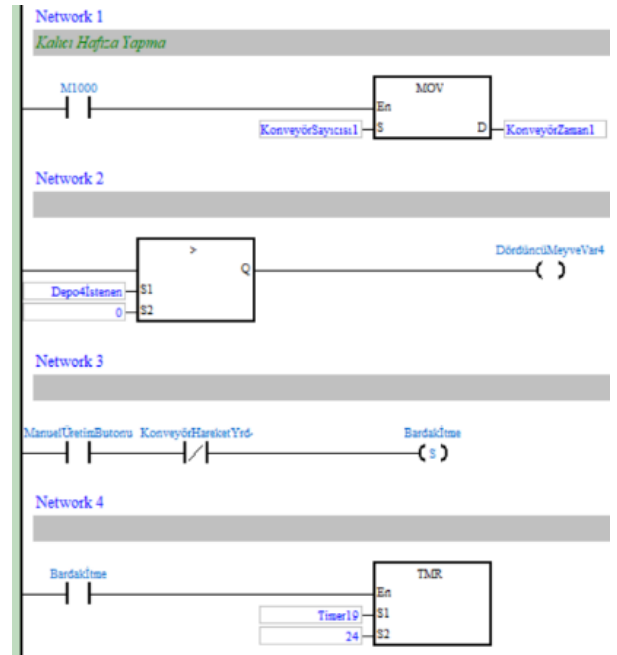 Network 1
Kalıcı Hafıza Yapma
M1000
MOV
En
KonveyörSayıcısı1 S D KonveyörZaman1
Network 2
>
Q
DördüncüMeyveVar4
Depo4İstenen S1
0 S2
Network 3
ManuelÜretimButonu KonveyörHareketYrd- Bardakİtme
S
Network 4
Bardakİtme
TMR
En
Timer19 S1
24 S2